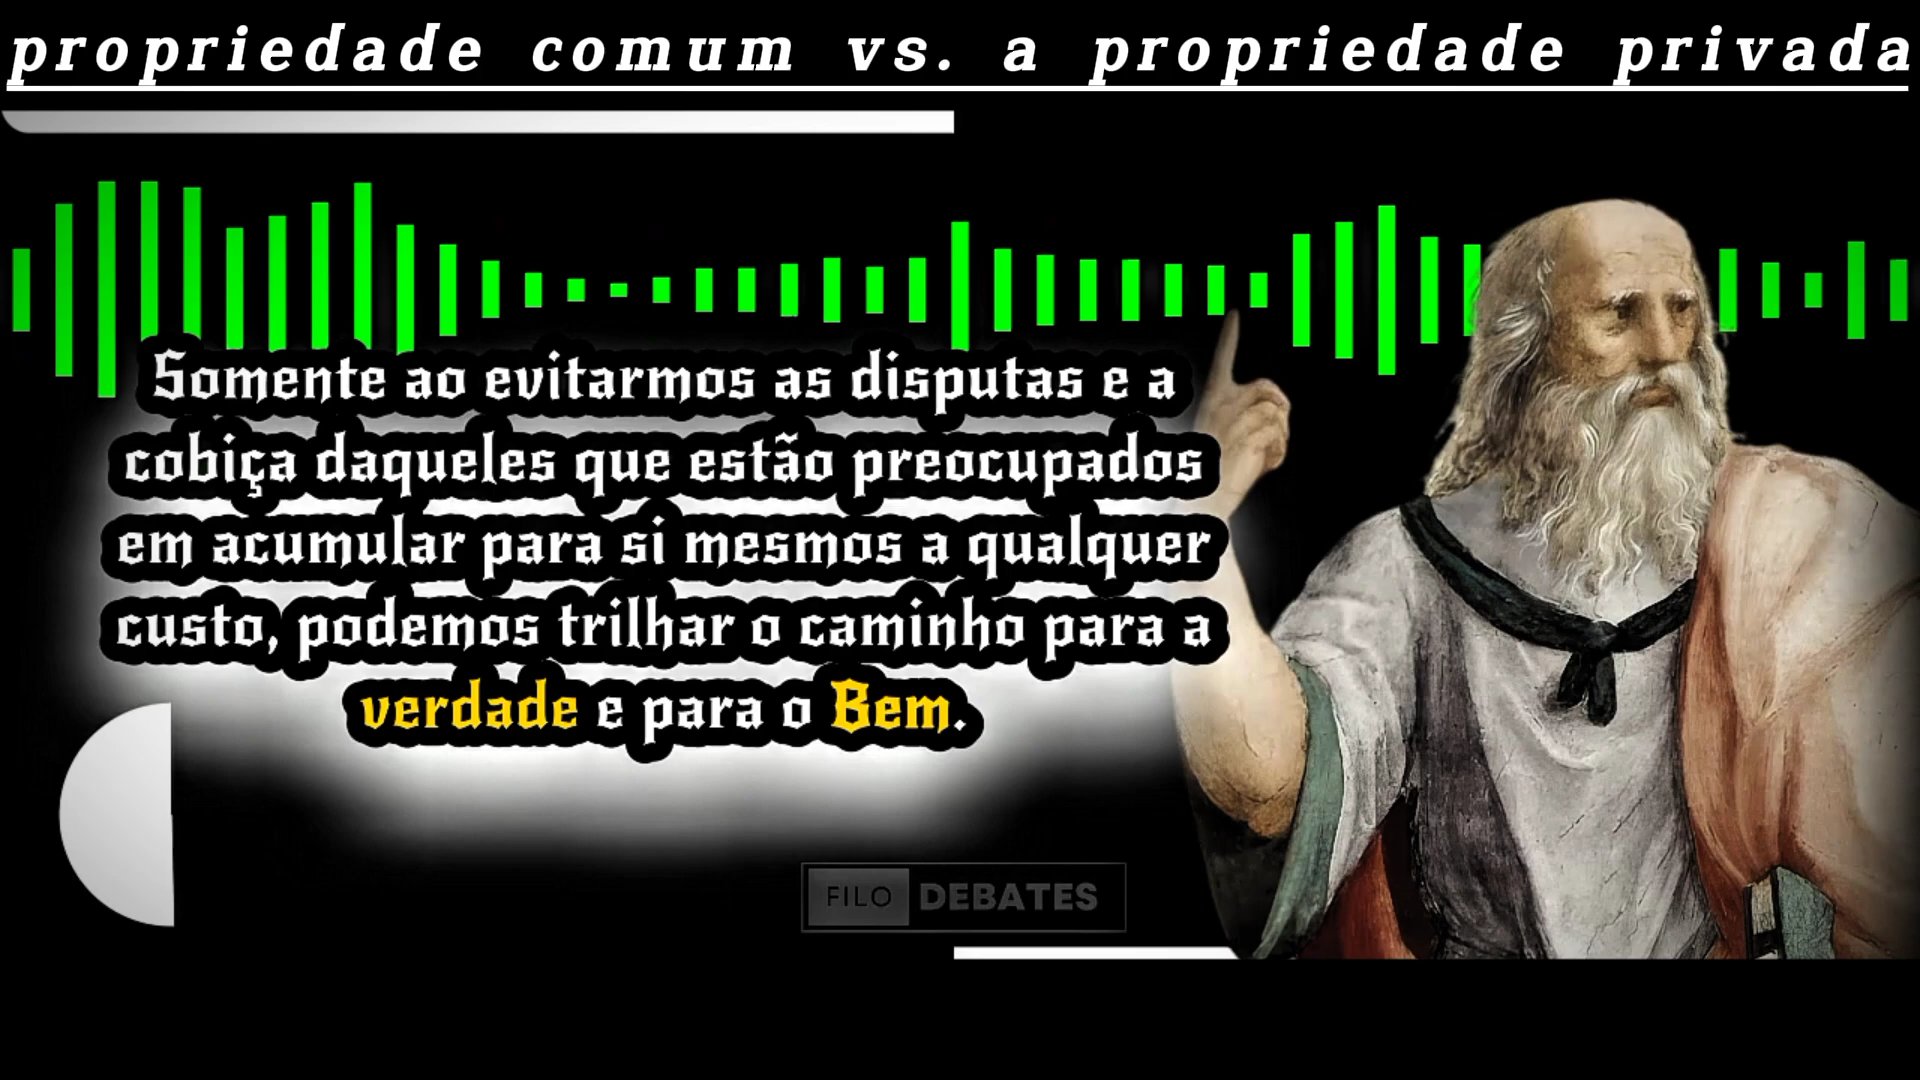 propriedade comum vs. a propriedade privada
Somente ao evitarmos as disputas e a
cobiça daqueles que estão preocupados
em acumular para si mesmos a qualquer
custo, podemos trilhar o caminho para a
verdade e para o Bem.
FILO DEBATES